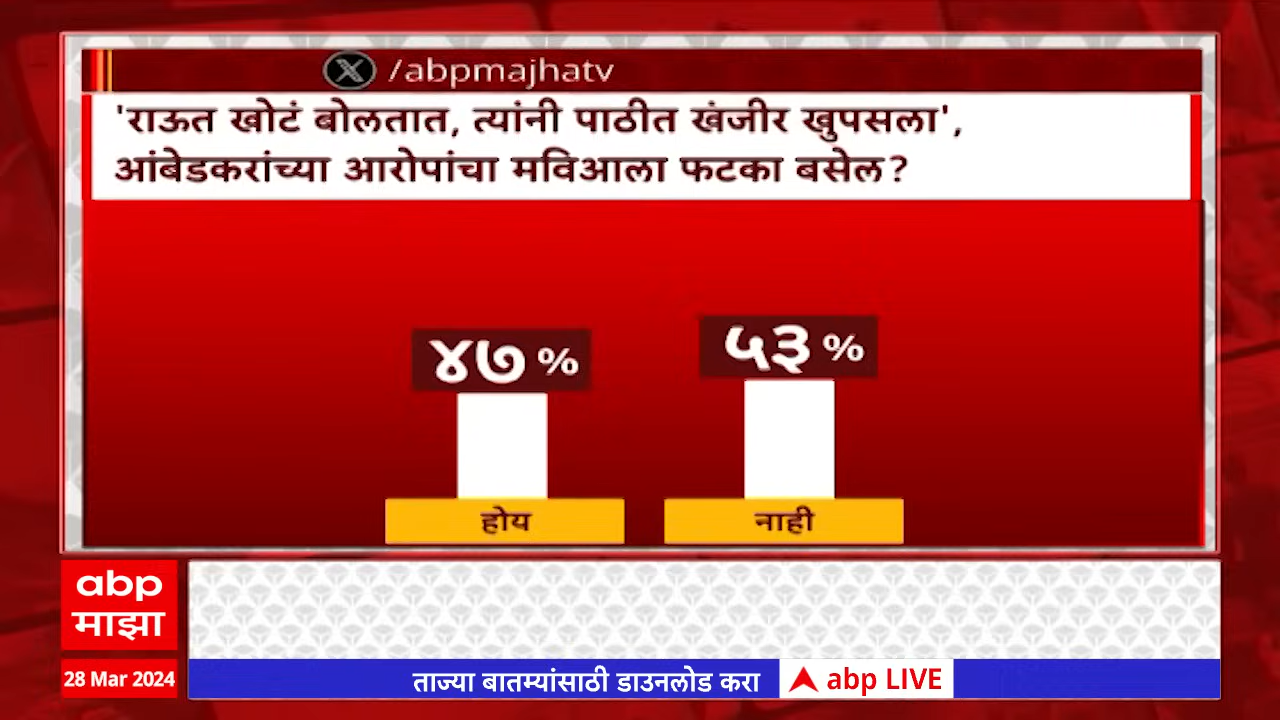 X /abpmajhatv
'राऊत खोटं बोलतात, त्यांनी पाठीत खंजीर खुपसला',
आंबेडकरांच्या आरोपांचा मविआला फटका बसेल?
४७ %
५३ %
होय
नाही
abp
माझा
28 Mar 2024
ताज्या बातम्यांसाठी डाउनलोड करा abp LIVE